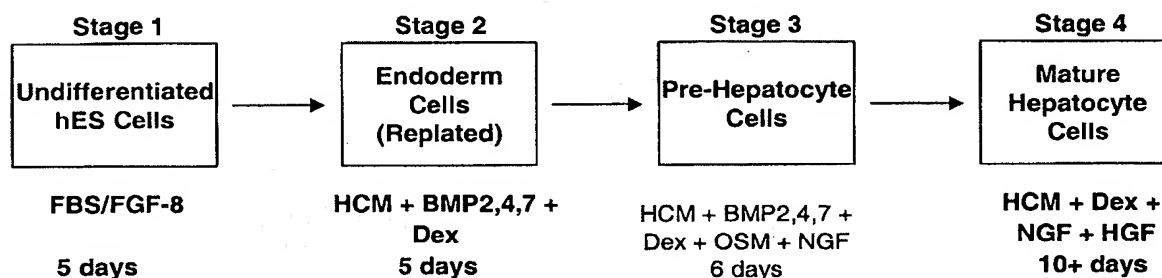 Stage 1
Undifferentiated
hES Cells
FBS/FGF-8
5 days
Stage 2
Endoderm
Cells
(Replated)
HCM + BMP2,4,7 +
Dex
5 days
Stage 3
Pre-Hepatocyte
Cells
HCM + BMP2,4,7 +
Dex + OSM + NGF
6 days
Stage 4
Mature
Hepatocyte
Cells
HCM + Dex +
NGF + HGF
10+ days